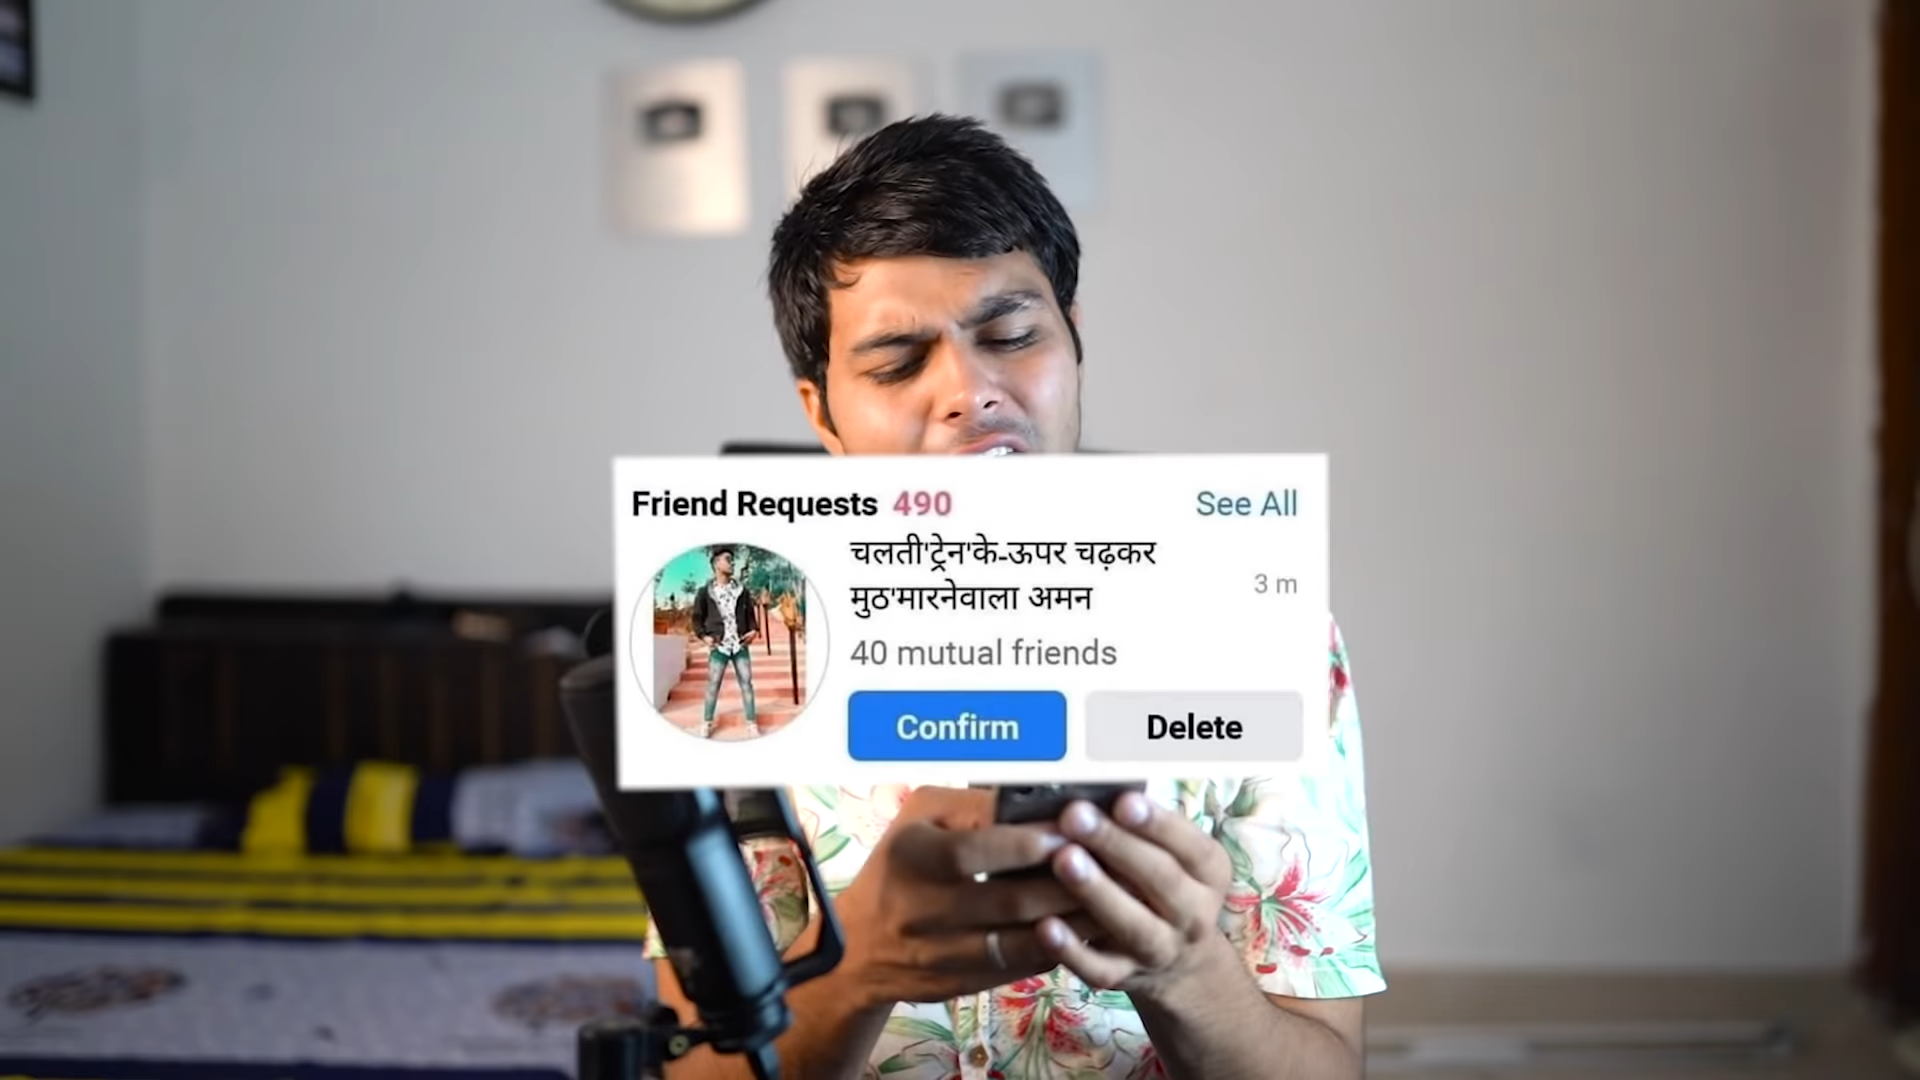 Friend Requests 490 See All
चलती'ट्रेन'के-ऊपर चढ़कर
मुठ'मारनेवाला अमन
3 m
40 mutual friends
Confirm Delete